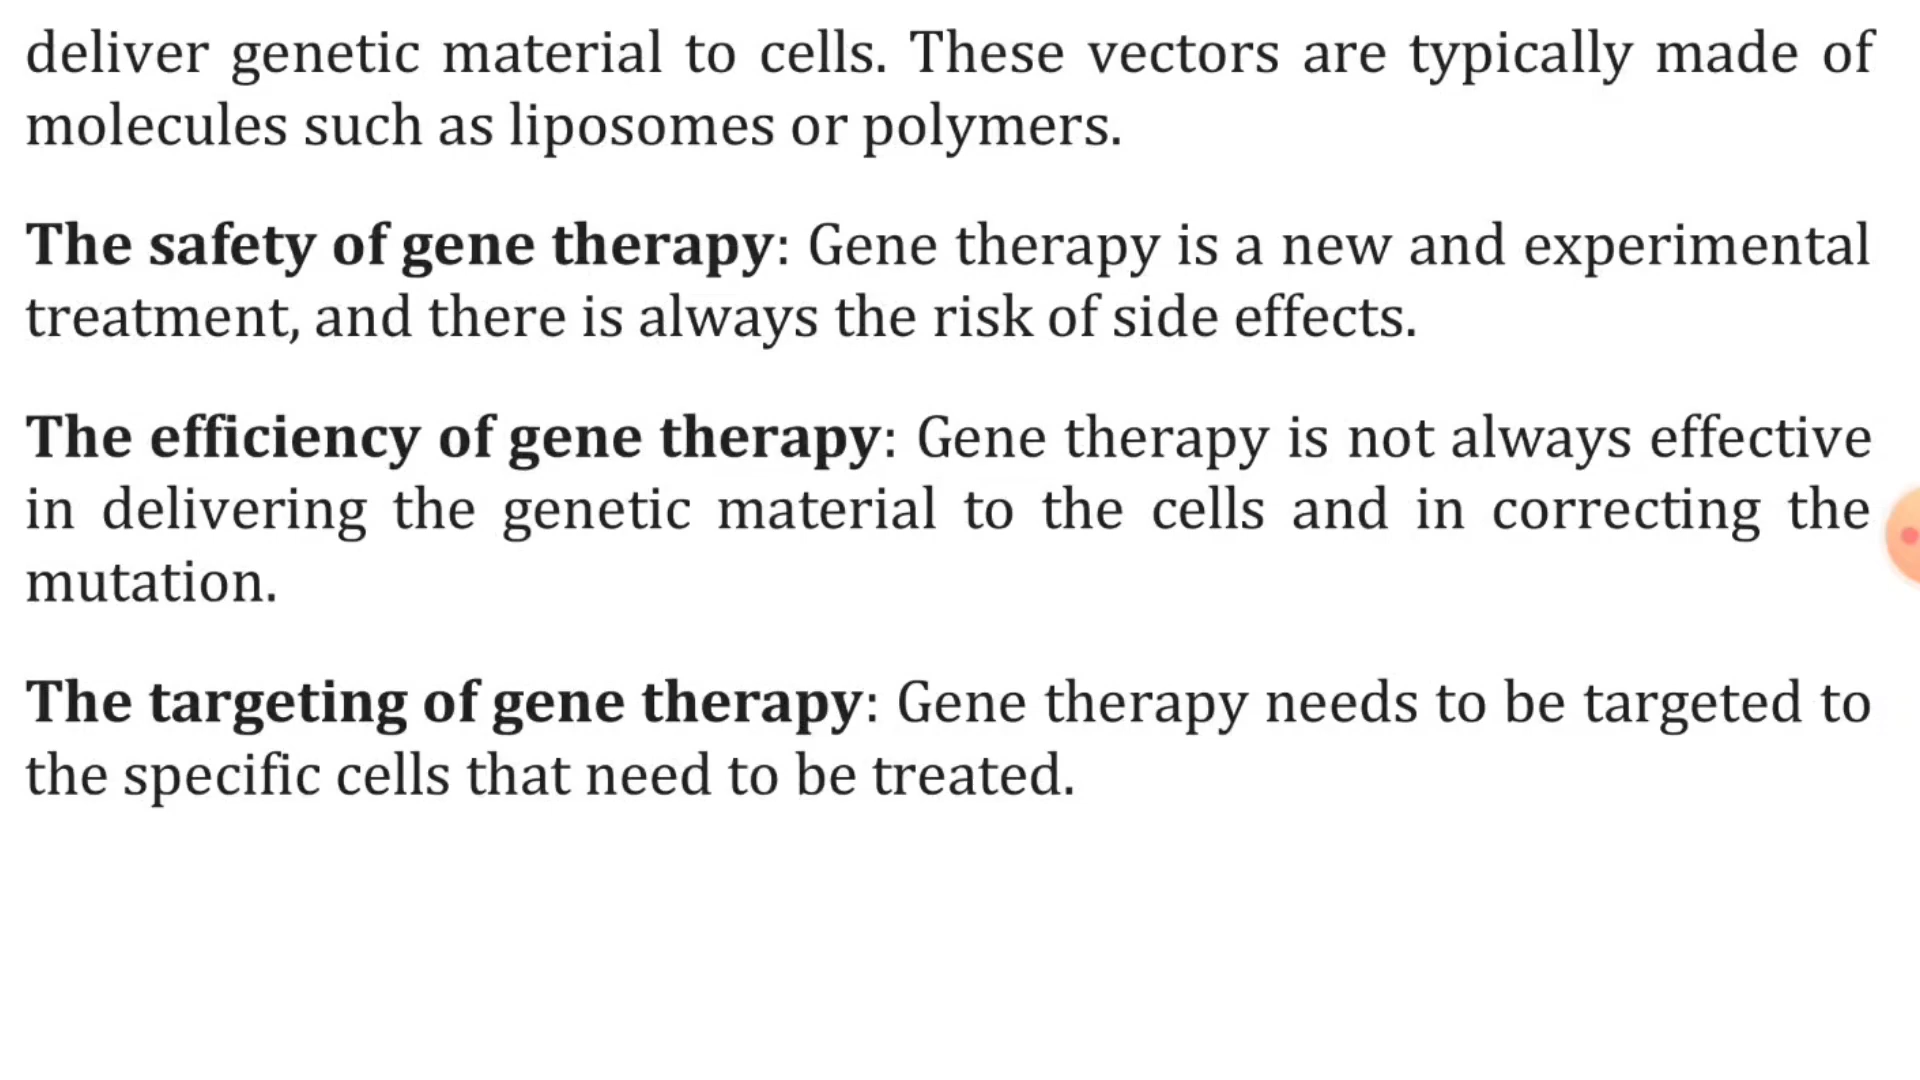 deliver genetic material to cells. These vectors are typically made of
molecules such as liposomes or polymers.
The safety of gene therapy: Gene therapy is a new and experimental
treatment, and there is always the risk of side effects.
The efficiency of gene therapy: Gene therapy is not always effective
in delivering the genetic material to the cells and in correcting the
mutation.
The targeting of gene therapy: Gene therapy needs to be targeted to
the specific cells that need to be treated.